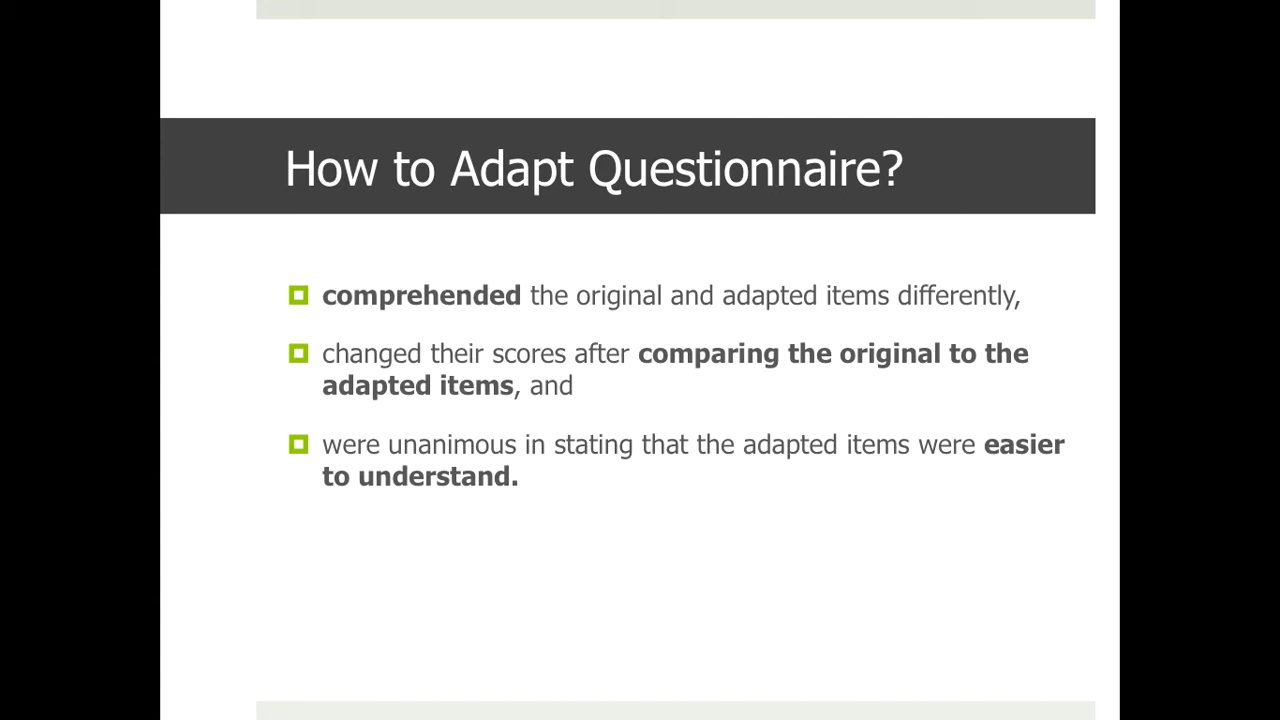 How to Adapt Questionnaire?
comprehended the original and adapted items differently,
changed their scores after comparing the original to the
adapted items, and
were unanimous in stating that the adapted items were easier
to understand.